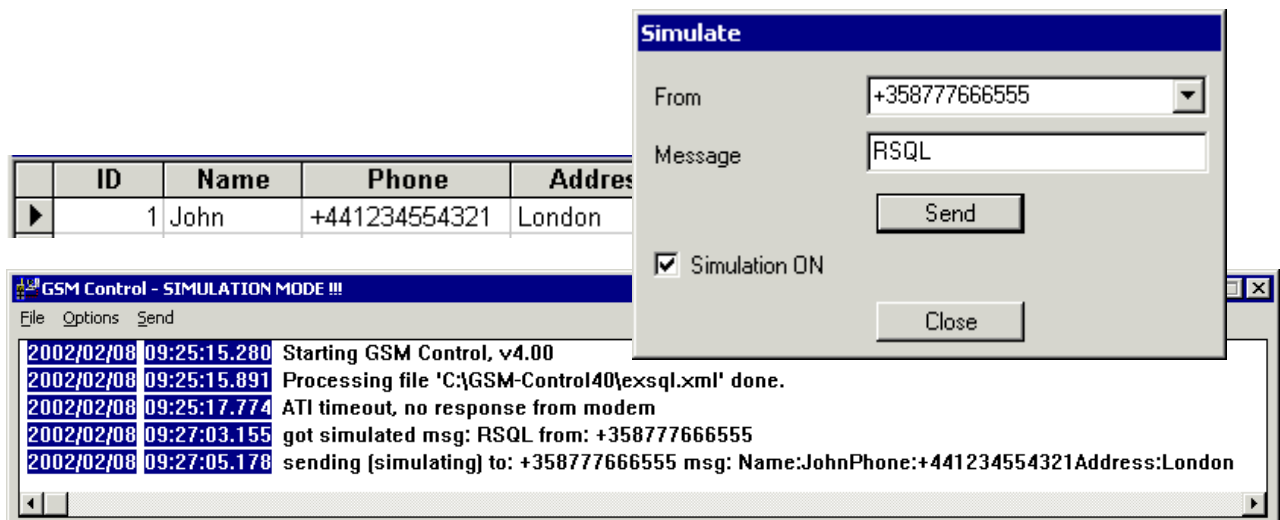 Simulate
From +358777666555
Message RSQL
Send
Simulation ON
Close
ID Name Phone Addres
1 John +441234554321 London
GSM Control - SIMULATION MODE !!!
File Options Send
2002/02/08 09:25:15.280 Starting GSM Control, v4.00
2002/02/08 09:25:15.891 Processing file 'C:\GSM-Control40\exsql.xml' done.
2002/02/08 09:25:17.774 ATI timeout, no response from modem
2002/02/08 09:27:03.155 got simulated msg: RSQL from: +358777666555
2002/02/08 09:27:05.178 sending (simulating) to: +358777666555 msg: Name:JohnPhone:+441234554321Address:London